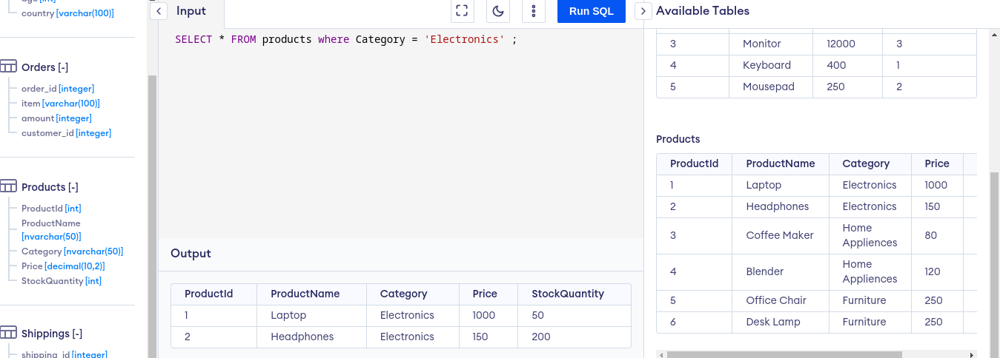 country [varchar(100)]
Orders [-]
order_id [integer]
item [varchar(100)]
amount [integer]
customer_id [integer]
Products [-]
ProductId [int]
ProductName
[nvarchar(50)]
Category [nvarchar(50)]
Price [decimal(10,2)]
StockQuantity [int]
Shippings [-]
shipping_id [integer]
Input
Run SQL
SELECT * FROM products where Category = 'Electronics' ;
Output
ProductId ProductName Category Price StockQuantity
1 Laptop Electronics 1000 50
2 Headphones Electronics 150 200
Available Tables
3 Monitor 12000 3
4 Keyboard 400 1
5 Mousepad 250 2
Products
ProductId ProductName Category Price
1 Laptop Electronics 1000
2 Headphones Electronics 150
3 Coffee Maker Home Appliences 80
4 Blender Home Appliences 120
5 Office Chair Furniture 250
6 Desk Lamp Furniture 250